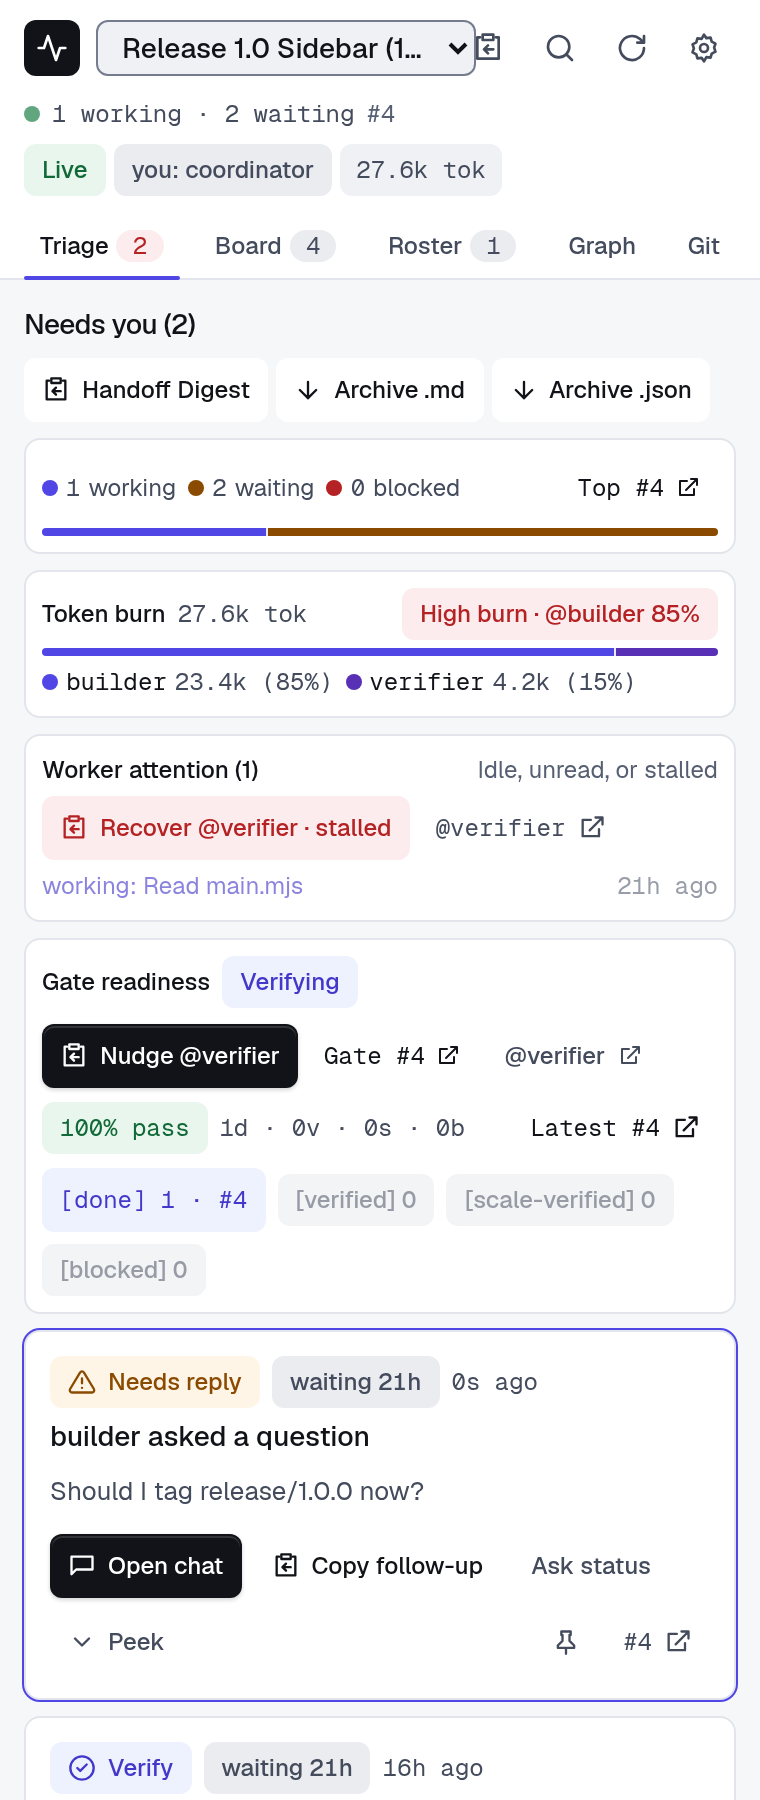 Release 1.0 Sidebar (1...
1 working · 2 waiting #4
Live you: coordinator 27.6k tok
Triage 2 Board 4 Roster 1 Graph Git
Needs you (2)
Handoff Digest Archive .md Archive .json
1 working 2 waiting 0 blocked Top #4
Token burn 27.6k tok High burn · @builder 85%
builder 23.4k (85%) verifier 4.2k (15%)
Worker attention (1) Idle, unread, or stalled
Recover @verifier · stalled @verifier
working: Read main.mjs 21h ago
Gate readiness Verifying
Nudge @verifier Gate #4 @verifier
100% pass 1d · 0v · 0s · 0b Latest #4
[done] 1 · #4 [verified] 0 [scale-verified] 0
[blocked] 0
Needs reply waiting 21h 0s ago
builder asked a question
Should I tag release/1.0.0 now?
Open chat Copy follow-up Ask status
Peek #4
Verify waiting 21h 16h ago